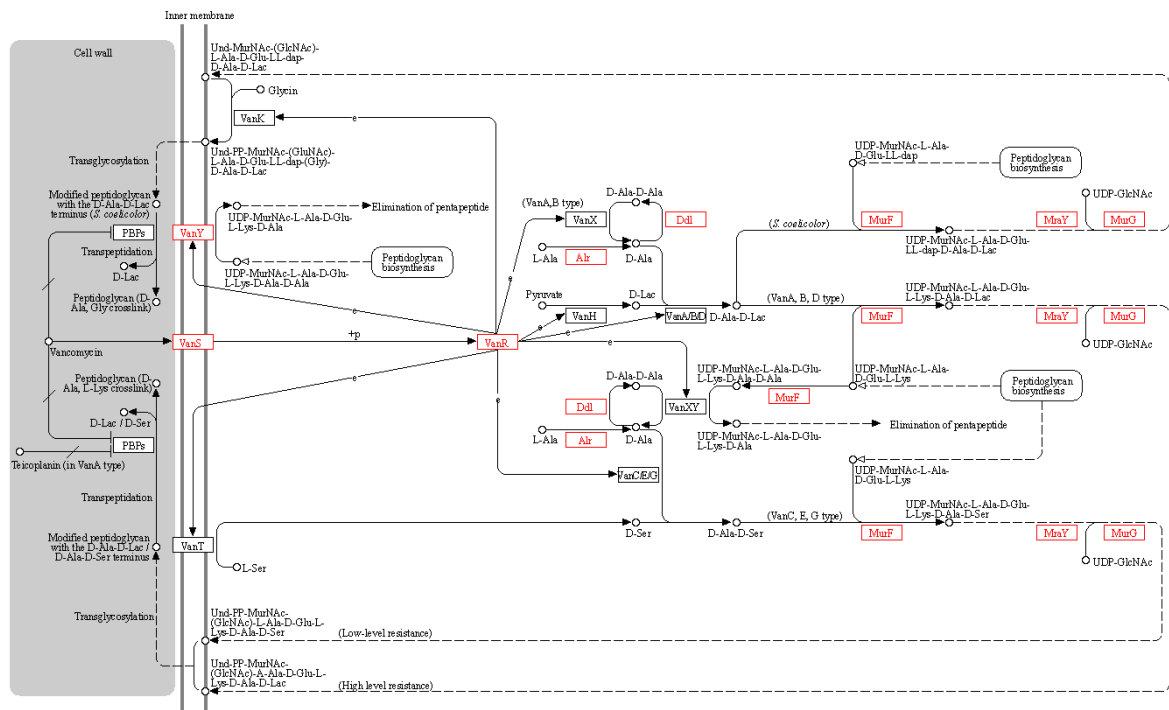 Inner membrane
Cell wall
Und-MurNAc-(GlcNAc)-
L-Ala-D-Glu-LL-dap-
D-Ala-D-Lac
Glycin
VanK
e
Und-PP-MurNAc-(GluNAc)-
L-Ala-D-Glu-LL-dap-(Gly)-
D-Ala-D-Lac
Transglycosylation
Modified peptidoglycan
with the D-Ala-D-Lac
terminus (S. coelicolor)
PBPs
Transpeptidation
D-Lac
Peptidoglycan (D-
Ala, Gly crosslink)
VanY
UDP-MurNAc-L-Ala-D-Glu-
L-Lys-D-Ala
Elimination of pentapeptide
UDP-MurNAc-L-Ala-D-Glu-
L-Lys-D-Ala-D-Ala
Peptidoglycan
biosynthesis
e
VanS
+p
VanR
Vancomycin
e
Peptidoglycan (D-
Ala, L-Lys crosslink)
D-Lac / D-Ser
PBPs
Teicoplanin (in VanA type)
Transpeptidation
Modified peptidoglycan
with the D-Ala-D-Lac /
D-Ala-D-Ser terminus
VanT
L-Ser
Transglycosylation
Und-PP-MurNAc-
(GlcNAc)-L-Ala-D-Glu-L-
Lys-D-Ala-D-Ser
(Low-level resistance)
Und-PP-MurNAc-
(GlcNAc)-A-Ala-D-Glu-L-
Lys-D-Ala-D-Lac
(High level resistance)
(VanA,B type)
VanX
D-Ala-D-Ala
Ddl
L-Ala
Alr
D-Ala
e
Pyruvate
VanH
D-Lac
VanA/B/D
D-Ala-D-Lac
e
e
e
D-Ala-D-Ala
Ddl
VanXY
L-Ala
Alr
D-Ala
e
VanC/E/G
D-Ser
D-Ala-D-Ser
UDP-MurNAc-L-Ala-
D-Glu-LL-dap
Peptidoglycan
biosynthesis
(S. coelicolor)
MurF
UDP-MurNAc-L-Ala-D-Glu-
LL-dap-D-Ala-D-Lac
MraY
MurG
UDP-GlcNAc
(VanA, B, D type)
MurF
UDP-MurNAc-L-Ala-D-Glu-
L-Lys-D-Ala-D-Lac
MraY
MurG
UDP-GlcNAc
UDP-MurNAc-L-Ala-D-Glu-
L-Lys-D-Ala-D-Ala
MurF
UDP-MurNAc-L-Ala-
D-Glu-L-Lys
Peptidoglycan
biosynthesis
UDP-MurNAc-L-Ala-D-Glu-
L-Lys-D-Ala
Elimination of pentapeptide
UDP-MurNAc-L-Ala-
D-Glu-L-Lys
(VanC, E, G type)
MurF
UDP-MurNAc-L-Ala-D-Glu-
L-Lys-D-Ala-D-Ser
MraY
MurG
UDP-GlcNAc